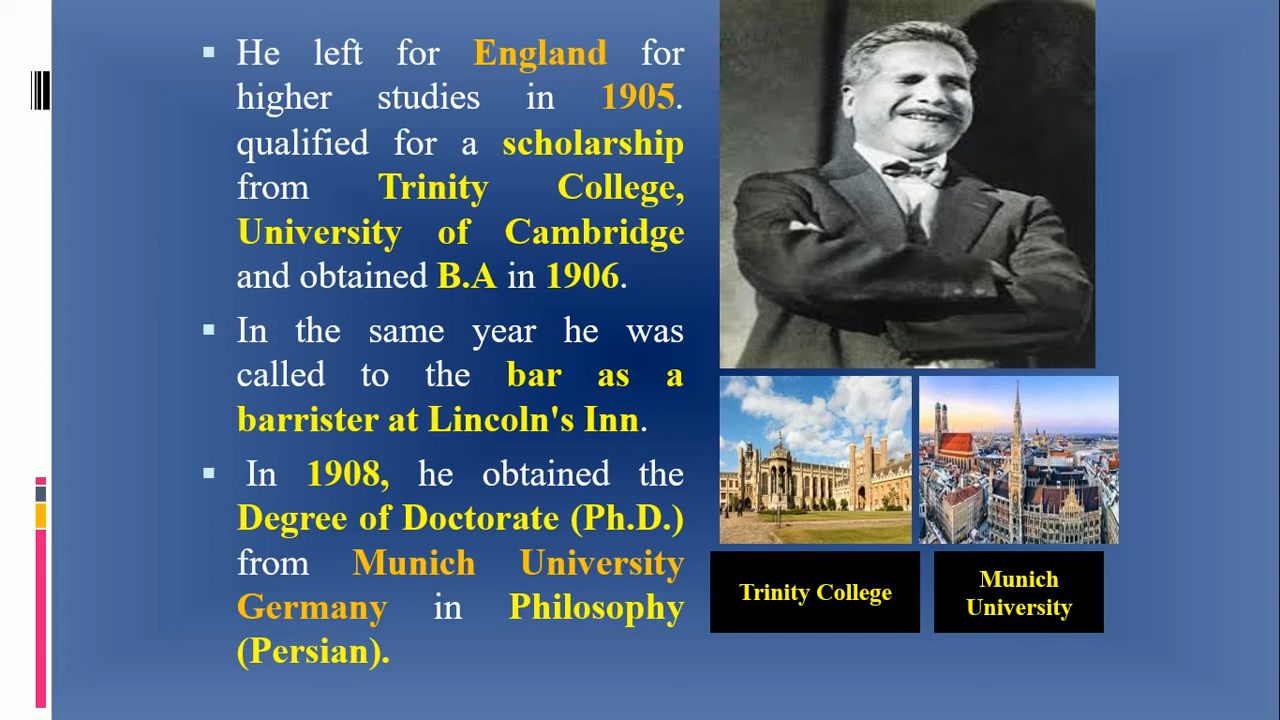 He left for England for
higher studies in 1905.
qualified for a scholarship
from Trinity College,
University of Cambridge
and obtained B.A in 1906.
In the same year he was
called to the bar as a
barrister at Lincoln's Inn.
In 1908, he obtained the
Degree of Doctorate (Ph.D.)
from Munich University
Germany in Philosophy
(Persian).
Trinity College
Munich
University